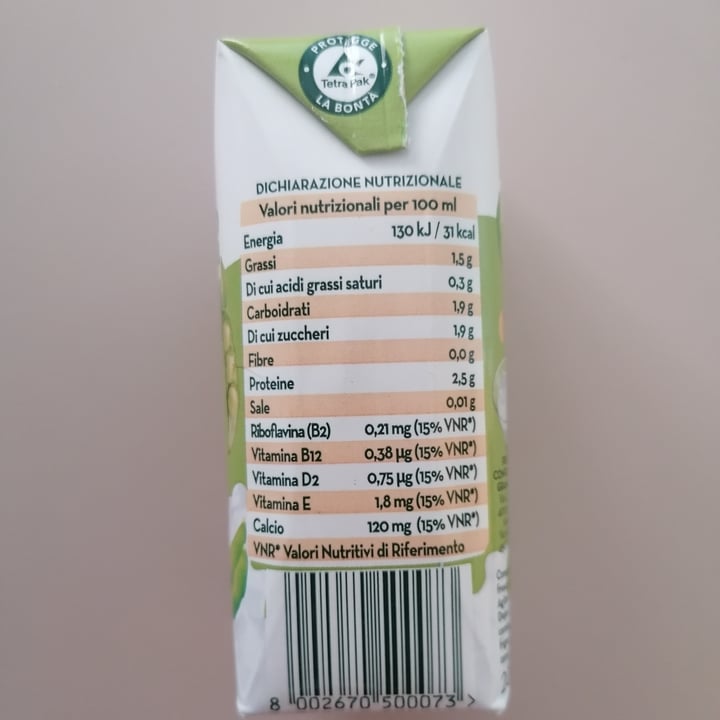 PROTEGGE
Tetra Pak®
LA BONTÀ
DICHIARAZIONE NUTRIZIONALE
Valori nutrizionali per 100 ml
Energia 130 kJ / 31 kcal
Grassi 1,5 g
Di cui acidi grassi saturi 0,3 g
Carboidrati 1,9 g
Di cui zuccheri 1,9 g
Fibre 0,0 g
Proteine 2,5 g
Sale 0,01 g
Riboflavina (B2) 0,21 mg (15% VNR*)
Vitamina B12 0,38 µg (15% VNR*)
Vitamina D2 0,75 µg (15% VNR*)
Vitamina E 1,8 mg (15% VNR*)
Calcio 120 mg (15% VNR*)
VNR* Valori Nutritivi di Riferimento
8 002670 500073 >